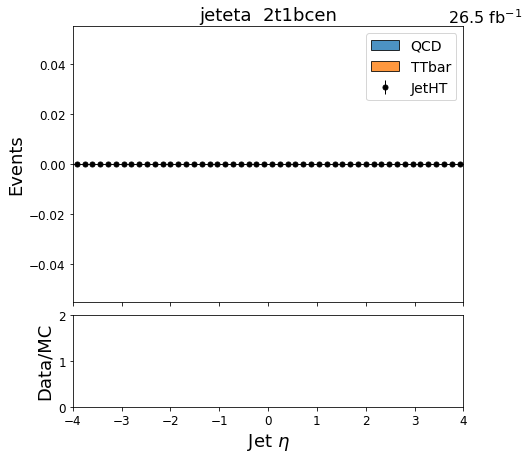 jeteta 2t1bcen
26.5 fb⁻¹
QCD
TTbar
JetHT
Events
0.04
0.02
0.00
−0.02
−0.04
Data/MC
2
1
0
−4 −3 −2 −1 0 1 2 3 4
Jet η